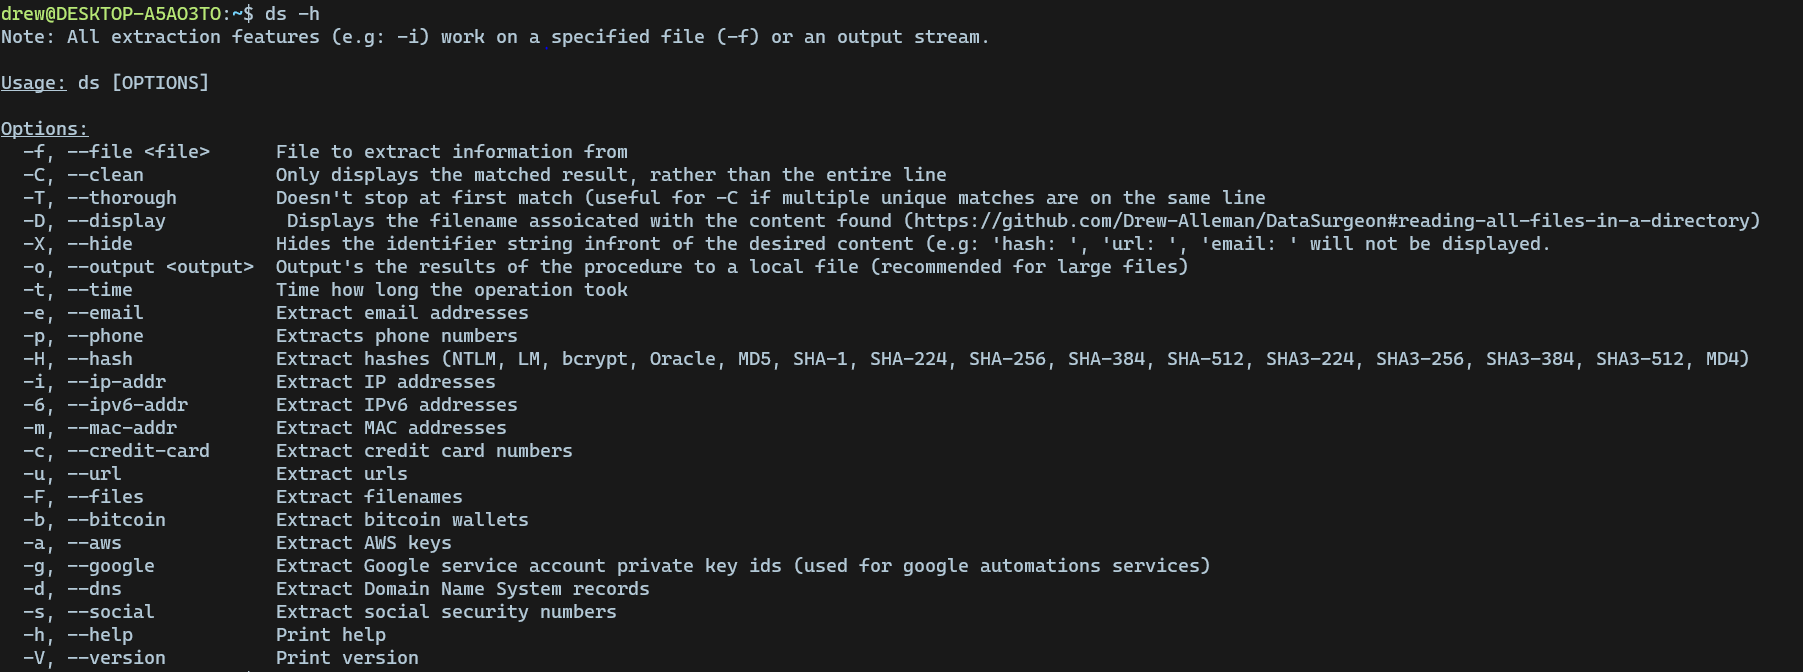 drew@DESKTOP-A5AO3TO:~$ ds -h
Note: All extraction features (e.g: -i) work on a specified file (-f) or an output stream.

Usage: ds [OPTIONS]

Options:
  -f, --file <file>      File to extract information from
  -C, --clean            Only displays the matched result, rather than the entire line
  -T, --thorough         Doesn't stop at first match (useful for -C if multiple unique matches are on the same line
  -D, --display           Displays the filename assoicated with the content found (https://github.com/Drew-Alleman/DataSurgeon#reading-all-files-in-a-directory)
  -X, --hide             Hides the identifier string infront of the desired content (e.g: 'hash: ', 'url: ', 'email: ' will not be displayed.
  -o, --output <output>  Output's the results of the procedure to a local file (recommended for large files)
  -t, --time             Time how long the operation took
  -e, --email            Extract email addresses
  -p, --phone            Extracts phone numbers
  -H, --hash             Extract hashes (NTLM, LM, bcrypt, Oracle, MD5, SHA-1, SHA-224, SHA-256, SHA-384, SHA-512, SHA3-224, SHA3-256, SHA3-384, SHA3-512, MD4)
  -i, --ip-addr          Extract IP addresses
  -6, --ipv6-addr        Extract IPv6 addresses
  -m, --mac-addr         Extract MAC addresses
  -c, --credit-card      Extract credit card numbers
  -u, --url              Extract urls
  -F, --files            Extract filenames
  -b, --bitcoin          Extract bitcoin wallets
  -a, --aws              Extract AWS keys
  -g, --google           Extract Google service account private key ids (used for google automations services)
  -d, --dns              Extract Domain Name System records
  -s, --social           Extract social security numbers
  -h, --help             Print help
  -V, --version          Print version